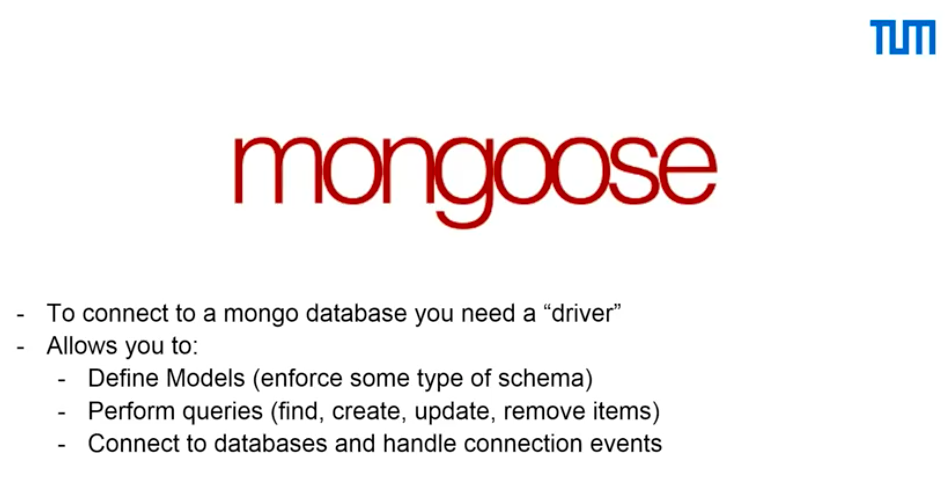 TUM
mongoose
- To connect to a mongo database you need a “driver”
- Allows you to:
- Define Models (enforce some type of schema)
- Perform queries (find, create, update, remove items)
- Connect to databases and handle connection events